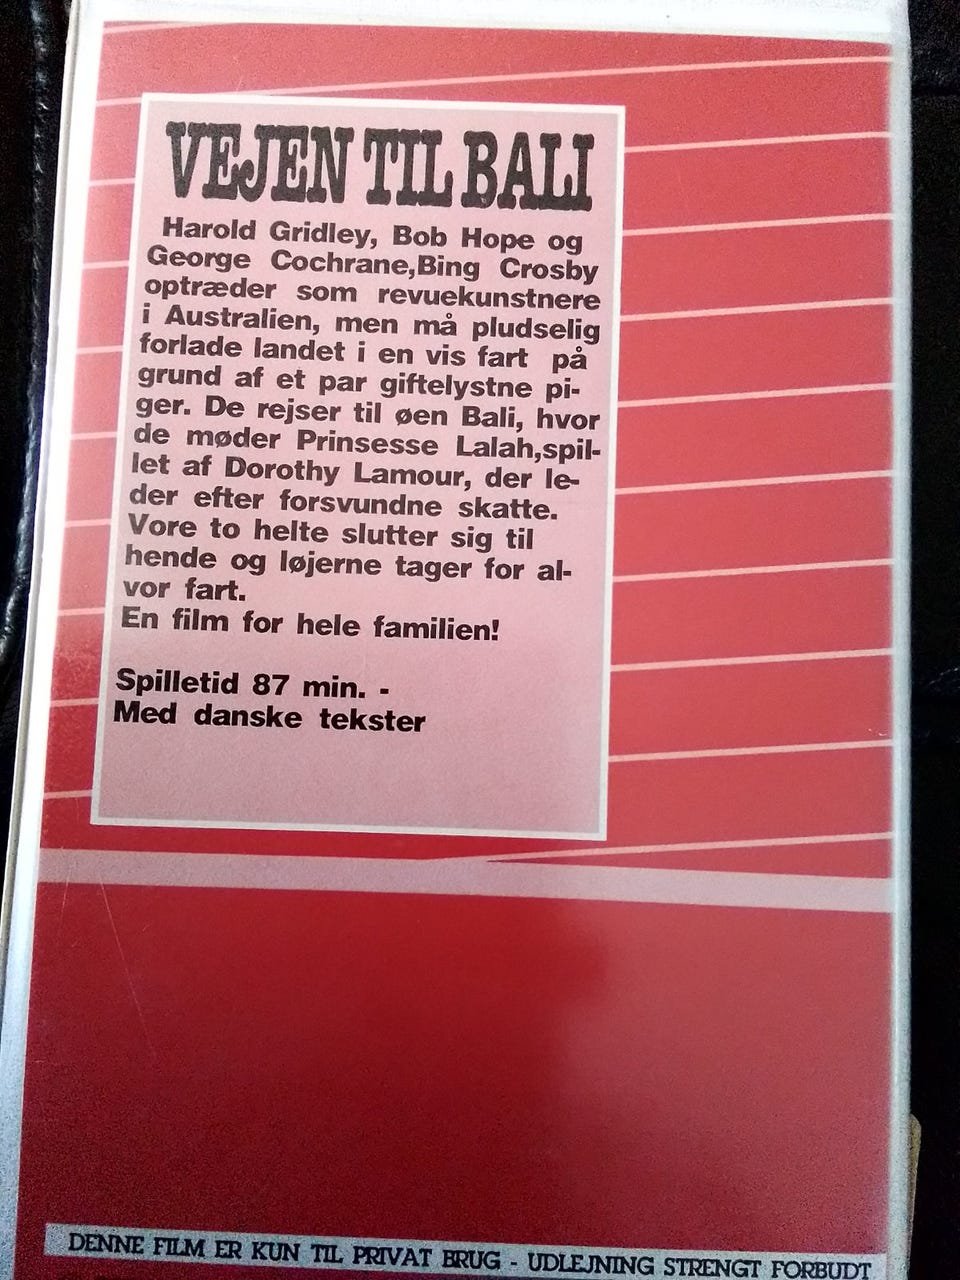 VEJEN TIL BALI
Harold Gridley, Bob Hope og
George Cochrane,Bing Crosby
optræder som revuekunstnere
i Australien, men må pludselig
forlade landet i en vis fart på
grund af et par giftelystne pi-
ger. De rejser til øen Bali, hvor
de møder Prinsesse Lalah,spil-
let af Dorothy Lamour, der le-
der efter forsvundne skatte.
Vore to helte slutter sig til
hende og løjerne tager for al-
vor fart.
En film for hele familien!
Spilletid 87 min. -
Med danske tekster
DENNE FILM ER KUN TIL PRIVAT BRUG - UDLEJNING STRENGT FORBUDT